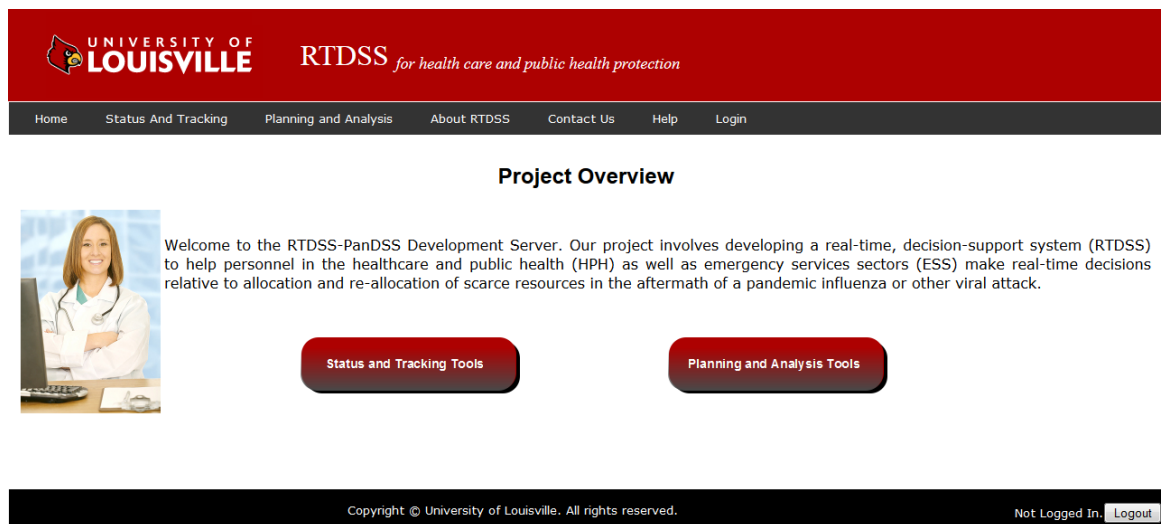 UNIVERSITY OF
LOUISVILLE
RTDSS for health care and public health protection
Home Status And Tracking Planning and Analysis About RTDSS Contact Us Help Login
Project Overview
Welcome to the RTDSS-PanDSS Development Server. Our project involves developing a real-time, decision-support system (RTDSS)
to help personnel in the healthcare and public health (HPH) as well as emergency services sectors (ESS) make real-time decisions
relative to allocation and re-allocation of scarce resources in the aftermath of a pandemic influenza or other viral attack.
Status and Tracking Tools Planning and Analysis Tools
Copyright © University of Louisville. All rights reserved.
Not Logged In. Logout